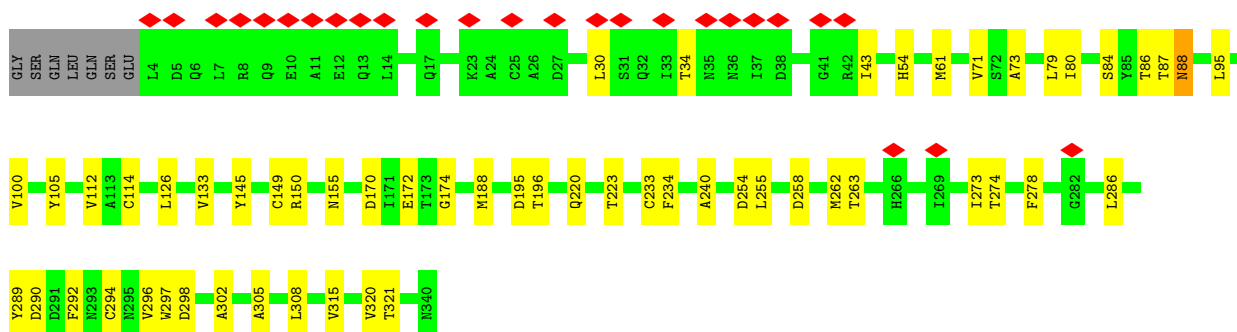 GLY SER GLN LEU GLN SER GLU L4 D5 Q6 L7 R8 Q9 E10 A11 E12 Q13 L14 Q17 K23 A24 C25 A26 D27 L30 S31 Q32 I33 T34 N35 N36 I37 D38 G41 R42 I43 H54 M61 V71 S72 A73 L79 I80 S84 Y85 T86 T87 N88 L95
V100 Y105 V112 A113 C114 L126 V133 Y145 C149 R150 N155 D170 I171 E172 T173 G174 M188 D195 T196 Q220 T223 C233 F234 A240 D254 L255 D258 M262 T263 H266 I269 I273 T274 F278 G282 L286
Y289 D290 D291 F292 N293 C294 N295 V296 W297 D298 A302 A305 L308 V315 V320 T321 N340